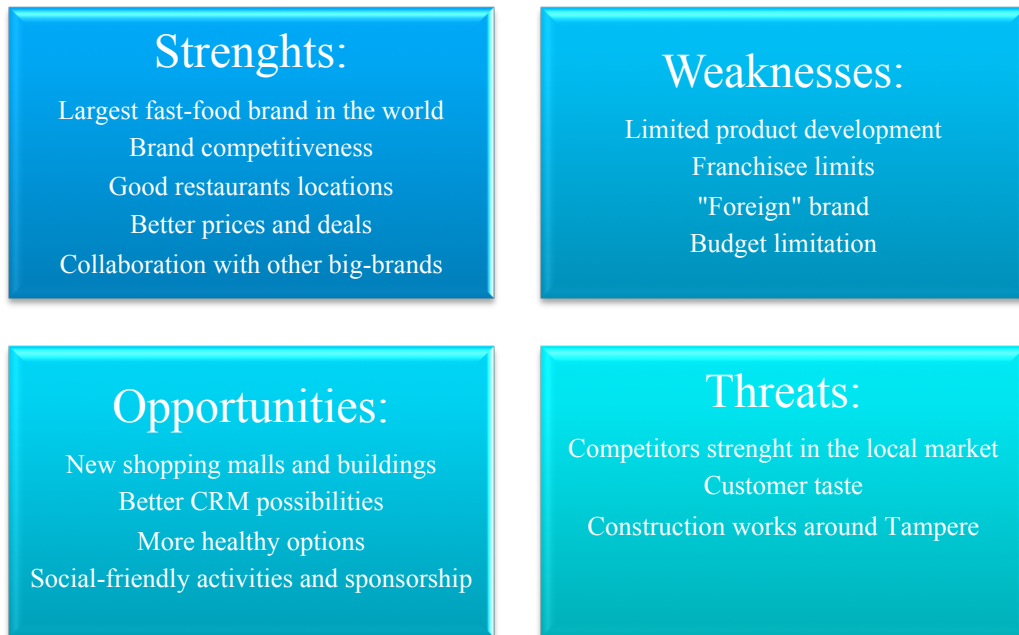 Strenghts:
Largest fast-food brand in the world
Brand competitiveness
Good restaurants locations
Better prices and deals
Collaboration with other big-brands
Weaknesses:
Limited product development
Franchisee limits
"Foreign" brand
Budget limitation
Opportunities:
New shopping malls and buildings
Better CRM possibilities
More healthy options
Social-friendly activities and sponsorship
Threats:
Competitors strenght in the local market
Customer taste
Construction works around Tampere